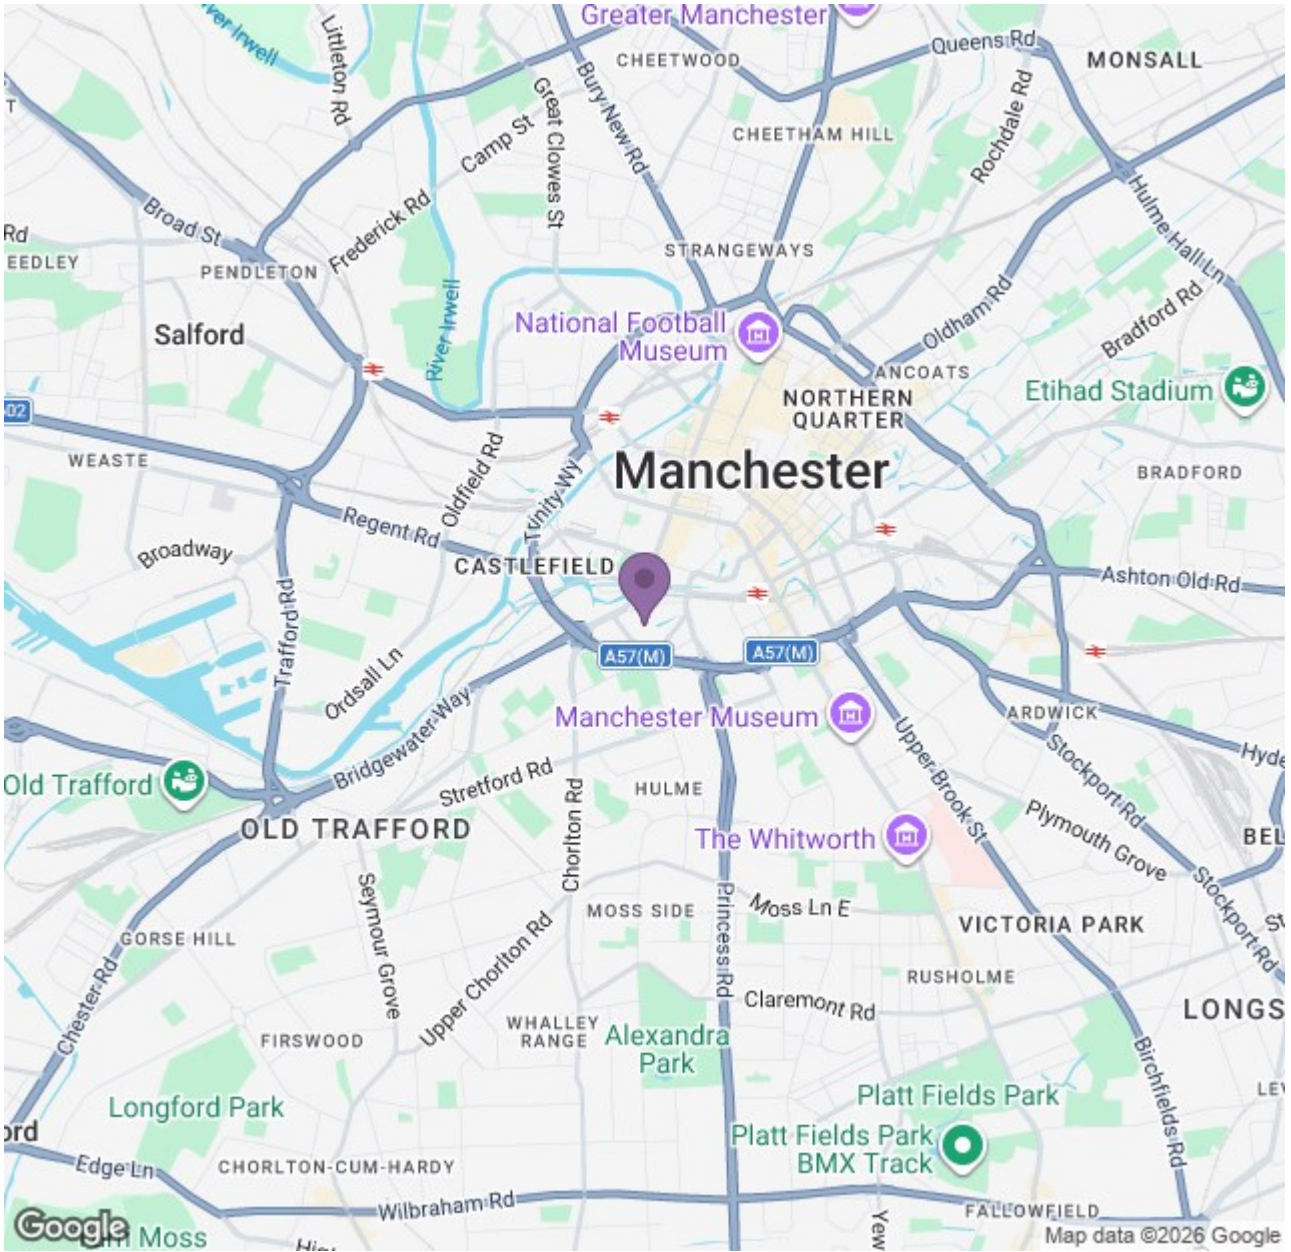 Greater Manchester
River Irwell
Littleton Rd
CHEETWOOD
Queens Rd
MONSALL
Bury New Rd
Great Clowes St
Camp St
CHEETHAM HILL
Rochdale Rd
T
Hulme Hall Ln
Broad St
Frederick Rd
Rd
EEDLEY
PENDLETON
STRANGEWAYS
River Irwell
Oldham Rd
Bradford Rd
Salford
National Football
Museum
ANCOATS
Etihad Stadium
NORTHERN
QUARTER
02
WEASTE
Oldfield Rd
Manchester
BRADFORD
Trinity Wy
Regent Rd
Broadway
CASTLEFIELD
Ashton Old Rd
Trafford Rd
A57(M)
A57(M)
Ordsall Ln
Bridgewater Way
Manchester Museum
ARDWICK
Upper Brook St
Stockport Rd
Hyde
Old Trafford
Stretford Rd
HULME
OLD TRAFFORD
Chorlton Rd
The Whitworth
Plymouth Grove
BEL
Seymour Grove
Princess Rd
Moss Ln E
MOSS SIDE
VICTORIA PARK
Stockport Rd
St
GORSE HILL
Upper Chorlton Rd
RUSHOLME
Chester Rd
Claremont Rd
LONGS
WHALLEY
RANGE
FIRSWOOD
Alexandra
Park
Birchfields Rd
Longford Park
Platt Fields Park
LEV
ord
Platt Fields Park
BMX Track
Edge Ln
CHORLTON-CUM-HARDY
Wilbraham Rd
FALLOWFIELD
Google
Moss
Yew
Map data ©2026 Google